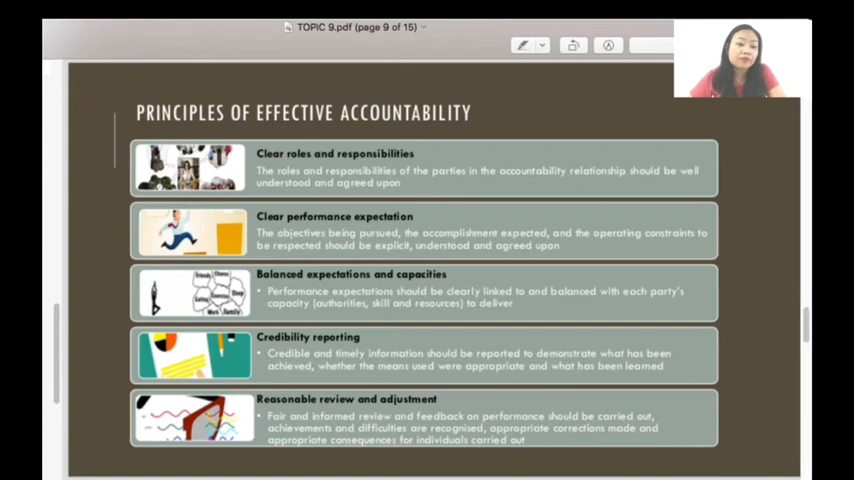 TOPIC 9.pdf (page 9 of 15)
PRINCIPLES OF EFFECTIVE ACCOUNTABILITY
Clear roles and responsibilities
The roles and responsibilities of the parties in the accountability relationship should be well
understood and agreed upon
Clear performance expectation
The objectives being pursued, the accomplishment expected, and the operating constraints to
be respected should be explicit, understood and agreed upon
Balanced expectations and capacities
• Performance expectations should be clearly linked to and balanced with each party's
capacity (authorities, skill and resources) to deliver
Friends
Chores
Sleep
Eating
Exercise
Work
Family
Credibility reporting
• Credible and timely information should be reported to demonstrate what has been
achieved, whether the means used were appropriate and what has been learned
Reasonable review and adjustment
• Fair and informed review and feedback on performance should be carried out,
achievements and difficulties are recognised, appropriate corrections made and
appropriate consequences for individuals carried out